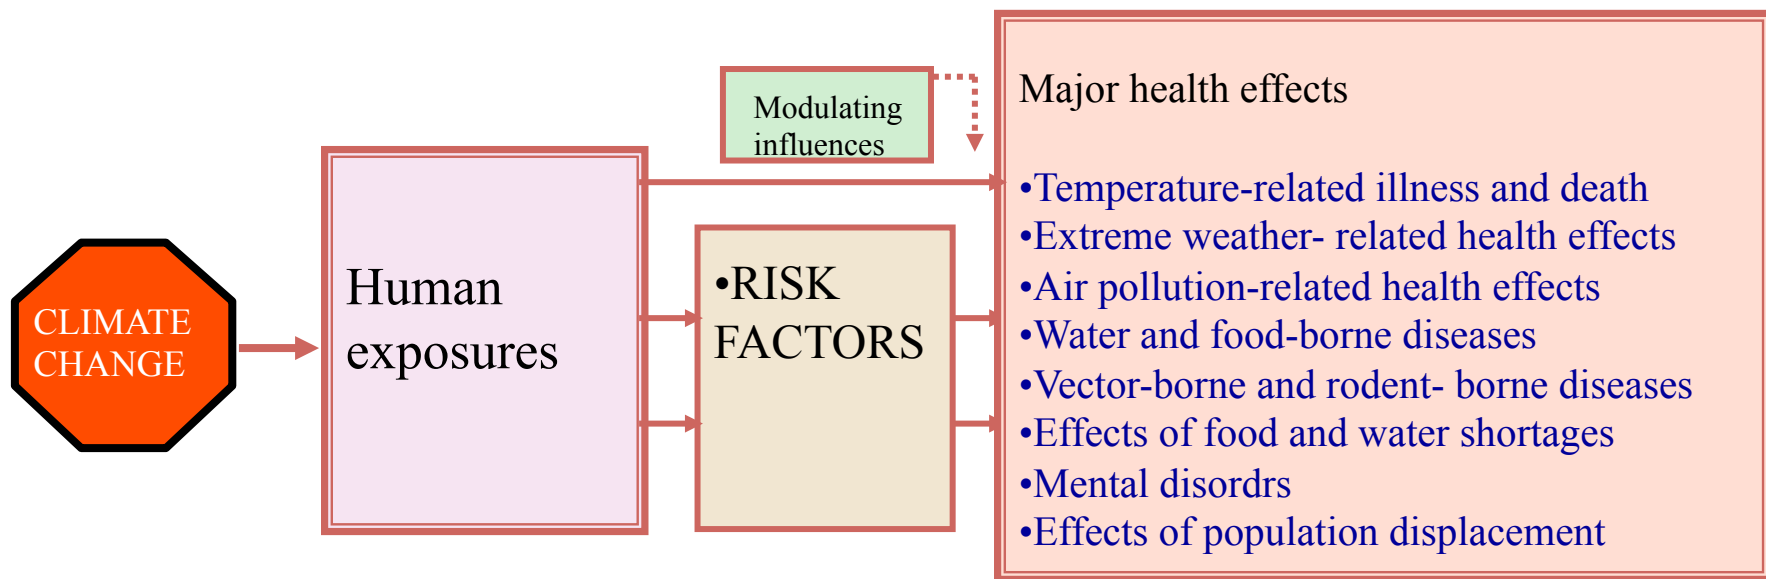 CLIMATE
CHANGE
Human
exposures
Modulating
influences
•RISK
FACTORS
Major health effects
•Temperature-related illness and death
•Extreme weather- related health effects
•Air pollution-related health effects
•Water and food-borne diseases
•Vector-borne and rodent- borne diseases
•Effects of food and water shortages
•Mental disordrs
•Effects of population displacement